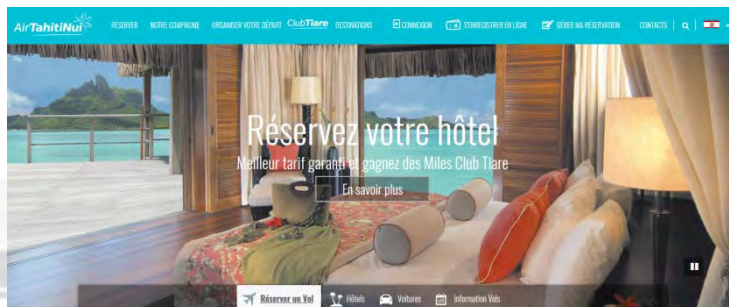 AirTahitiNui
RÉSERVER NOTRE COMPAGNIE ORGANISER VOTRE DÉPART ClubTiare DESTINATIONS CONNEXION S'ENREGISTRER EN LIGNE GÉRER MA RÉSERVATION CONTACTS
Réservez votre hôtel
Meilleur tarif garanti et gagnez des Miles Club Tiare
En savoir plus
Réserver un Vol Hôtels Voitures Information Vols